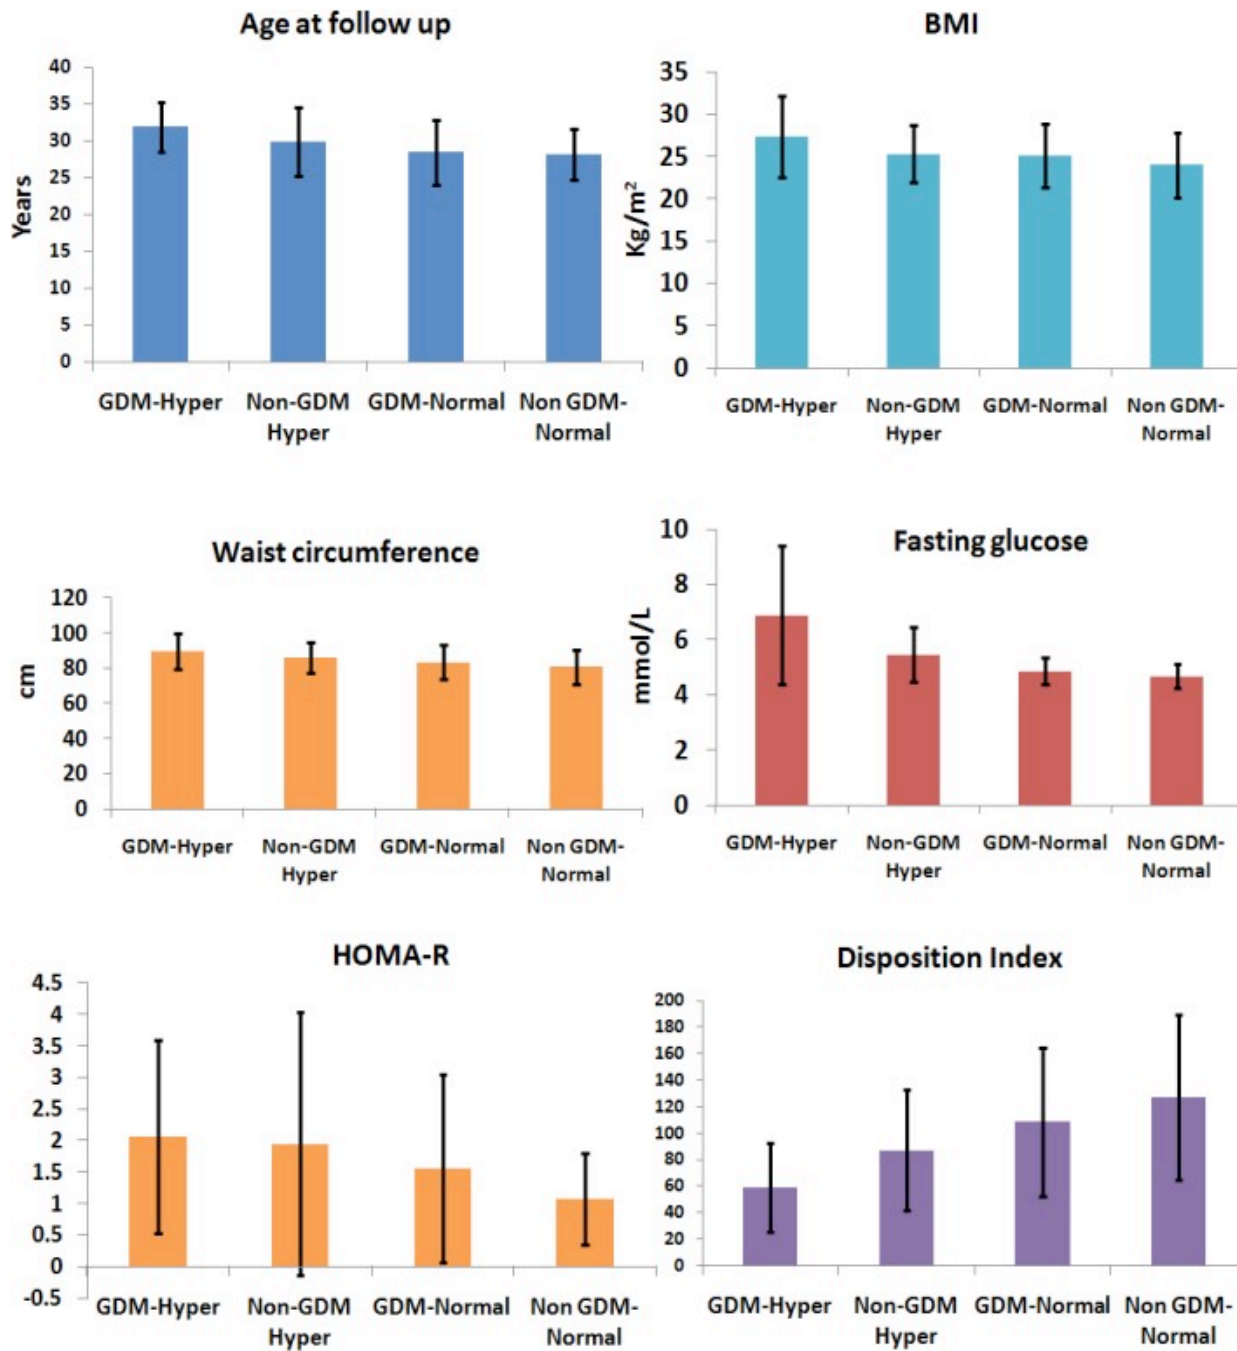 Age at follow up
Years
40
35
30
25
20
15
10
5
0
GDM-Hyper Non-GDM GDM-Normal Non GDM-
Hyper Normal
BMI
Kg/m²
35
30
25
20
15
10
5
0
GDM-Hyper Non-GDM GDM-Normal Non GDM-
Hyper Normal
Waist circumference
cm
120
100
80
60
40
20
0
GDM-Hyper Non-GDM GDM-Normal Non GDM-
Hyper Normal
Fasting glucose
mmol/L
10
8
6
4
2
0
GDM-Hyper Non-GDM GDM-Normal Non GDM-
Hyper Normal
HOMA-R
4.5
4
3.5
3
2.5
2
1.5
1
0.5
0
-0.5
GDM-Hyper Non-GDM GDM-Normal Non GDM-
Hyper Normal
Disposition Index
200
180
160
140
120
100
80
60
40
20
0
GDM-Hyper Non-GDM GDM-Normal Non GDM-
Hyper Normal